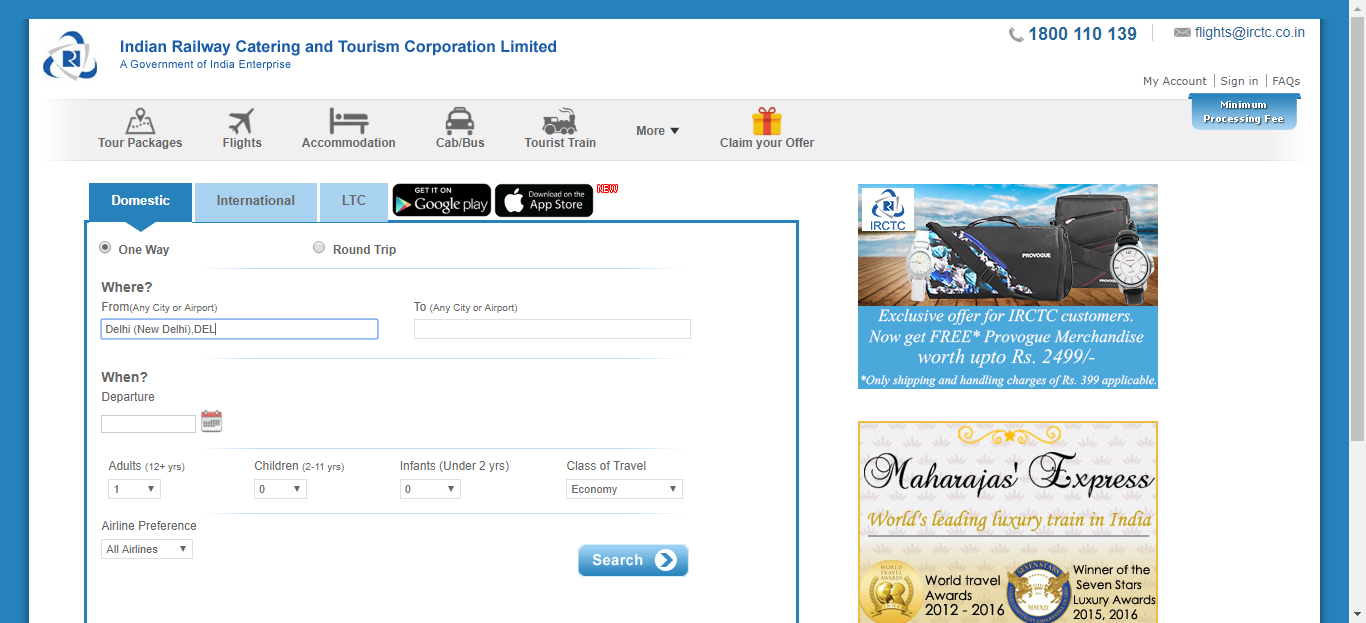 Indian Railway Catering and Tourism Corporation Limited
A Government of India Enterprise
1800 110 139
flights@irctc.co.in
My Account
Sign in
FAQs
Minimum
Processing Fee
Tour Packages
Flights
Accommodation
Cab/Bus
Tourist Train
More
Claim your Offer
Domestic
International
LTC
GET IT ON
Google play
Download on the
App Store
NEW
One Way
Round Trip
Where?
From(Any City or Airport)
To (Any City or Airport)
Delhi (New Delhi),DEL
When?
Departure
Adults (12+ yrs)
Children (2-11 yrs)
Infants (Under 2 yrs)
Class of Travel
1
0
0
Economy
Airline Preference
All Airlines
Search
IRCTC
PROVOGUE
PROVOGUE
Exclusive offer for IRCTC customers.
Now get FREE* Provogue Merchandise
worth upto Rs. 2499/-
*Only shipping and handling charges of Rs. 399 applicable.
Maharajas' Express
World's leading luxury train in India
WORLD
TRAVEL
AWARDS
World travel
Awards
2012 - 2016
SEVEN STARS
MMXII
Winner of the
Seven Stars
Luxury Awards
2015, 2016